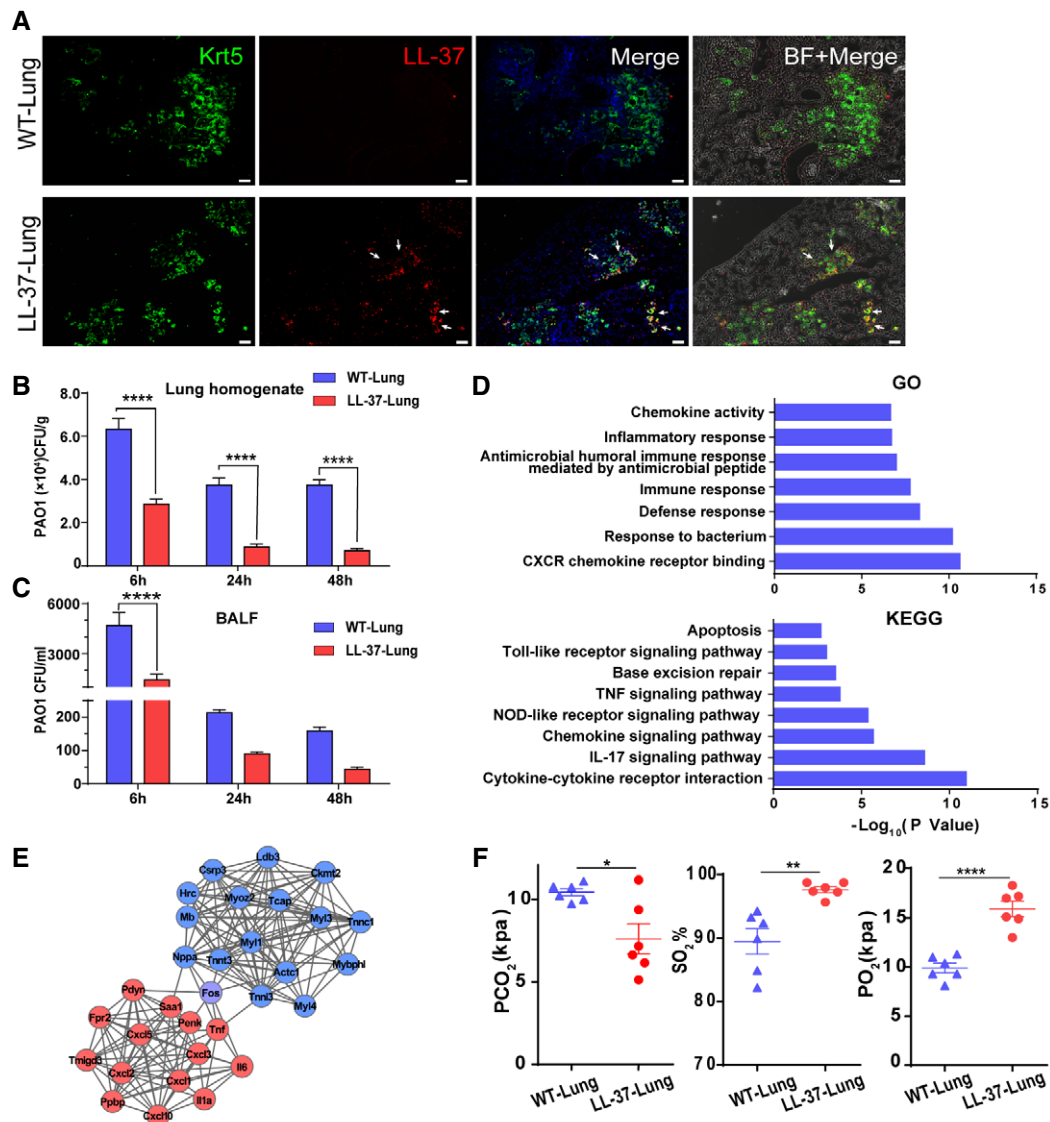 A
Krt5
LL-37
Merge
BF+Merge
WT-Lung
LL-37-Lung
B
Lung homogenate
WT-Lung
LL-37-Lung
PAO1 (×10⁴)CFU/g
8.0
6.0
4.0
2.0
0
****
****
****
6h
24h
48h
C
BALF
WT-Lung
LL-37-Lung
PAO1 CFU/ml
6000
3000
200
100
0
****
6h
24h
48h
D
GO
Chemokine activity
Inflammatory response
Antimicrobial humoral immune response
mediated by antimicrobial peptide
Immune response
Defense response
Response to bacterium
CXCR chemokine receptor binding
0 5 10 15
KEGG
Apoptosis
Toll-like receptor signaling pathway
Base excision repair
TNF signaling pathway
NOD-like receptor signaling pathway
Chemokine signaling pathway
IL-17 signaling pathway
Cytokine-cytokine receptor interaction
0 5 10 15
-Log₁₀( P Value)
E
Ldb3
Csrp3
Ckmt2
Hrc
Myoz2
Tcap
Mb
Myl3
Tnnc1
Myl1
Nppa
Tnnt3
Mybphl
Actc1
Fos
Tnni3
Myl4
Pdyn
Saa1
Fpr2
Penk
Tnf
Cxcl5
Cxcl3
Tmigd3
Il6
Cxcl2
Cxcl1
Ppbp
Il1a
Cxcl10
F
PCO₂(k pa)
10
5
0
*
WT-Lung
LL-37-Lung
SO₂%
100
90
80
70
**
WT-Lung
LL-37-Lung
PO₂(k pa)
20
15
10
5
0
****
WT-Lung
LL-37-Lung